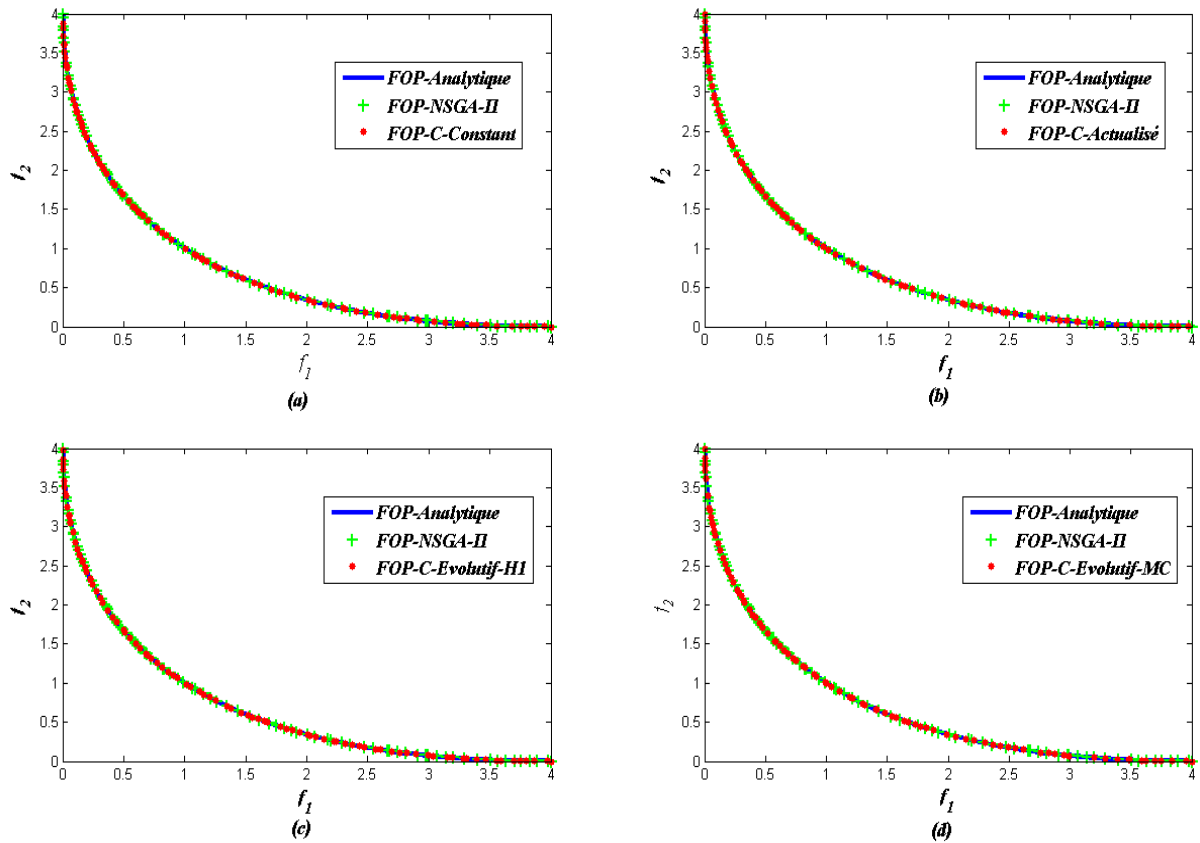 4
3.5
3
2.5
2
1.5
1
0.5
0
f2
FOP-Analytique
FOP-NSGA-II
FOP-C-Constant
0 0.5 1 1.5 2 2.5 3 3.5 4
f1
(a)
4
3.5
3
2.5
2
1.5
1
0.5
0
f2
FOP-Analytique
FOP-NSGA-II
FOP-C-Actualisé
0 0.5 1 1.5 2 2.5 3 3.5 4
f1
(b)
4
3.5
3
2.5
2
1.5
1
0.5
0
f2
FOP-Analytique
FOP-NSGA-II
FOP-C-Evolutif-H1
0 0.5 1 1.5 2 2.5 3 3.5 4
f1
(c)
4
3.5
3
2.5
2
1.5
1
0.5
0
f2
FOP-Analytique
FOP-NSGA-II
FOP-C-Evolutif-MC
0 0.5 1 1.5 2 2.5 3 3.5 4
f1
(d)